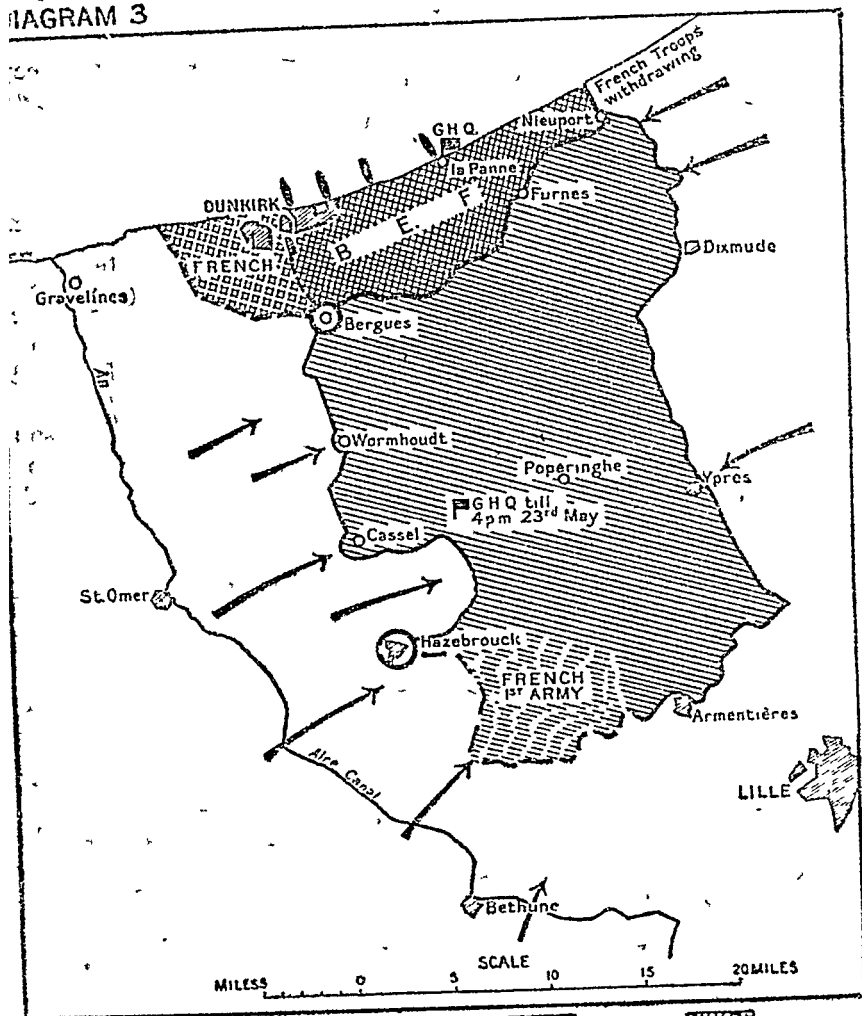 IAGRAM 3
French Troops
withdrawing
Nieuport
G.H.Q.
la Panne
Furnes
DUNKIRK
B. E. F
Dixmude
FRENCH
Gravelines)
Bergues
Wormhoudt
Poperinghe
Ypres
G H Q till
4pm 23rd May
Cassel
St. Omer
Hazebrouck
FRENCH
1ST ARMY
Armentières
Aire Canal
LILLE
Bethune
SCALE
MILES5 0 5 10 15 20 MILES